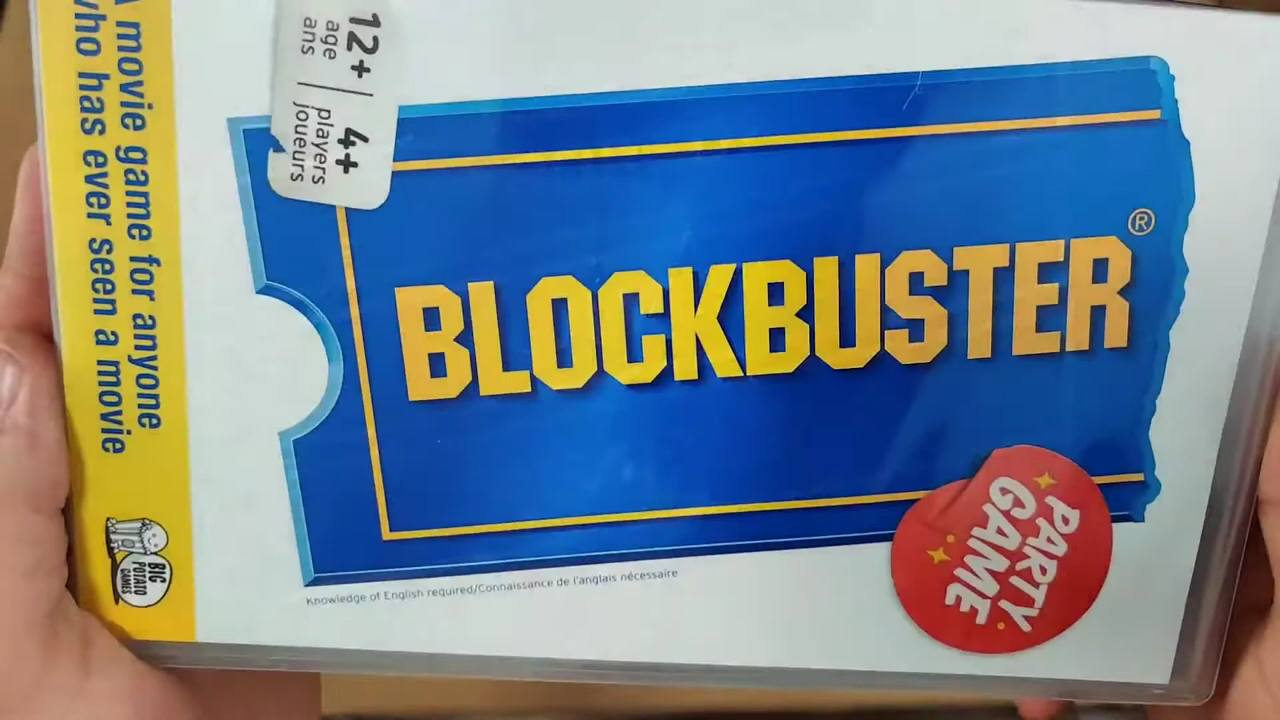 A movie game for anyone
who has ever seen a movie
BIG
POTATO
GAMES
12+
age
ans
4+
players
joueurs
BLOCKBUSTER®
PARTY
GAME
Knowledge of English required/Connaissance de l'anglais nécessaire